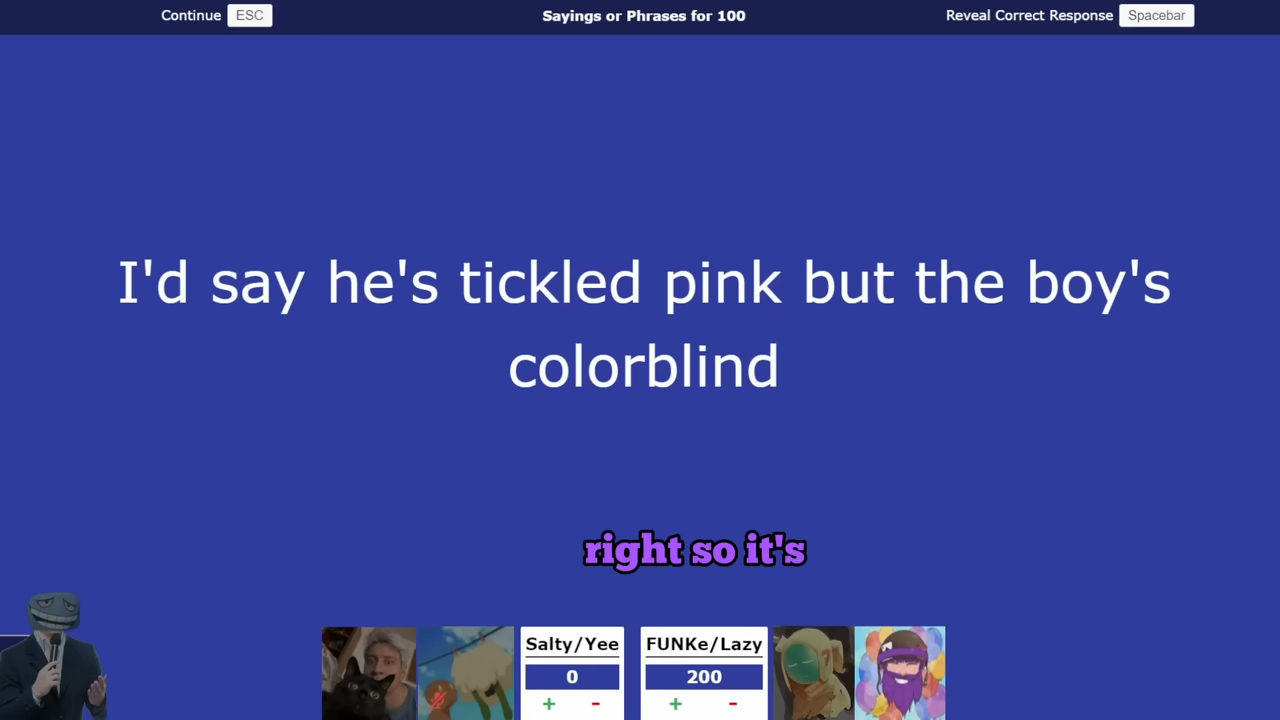 Continue ESC Sayings or Phrases for 100 Reveal Correct Response Spacebar
I'd say he's tickled pink but the boy's
colorblind
right so it's
Salty/Yee FUNKe/Lazy
0 200
+ - + -